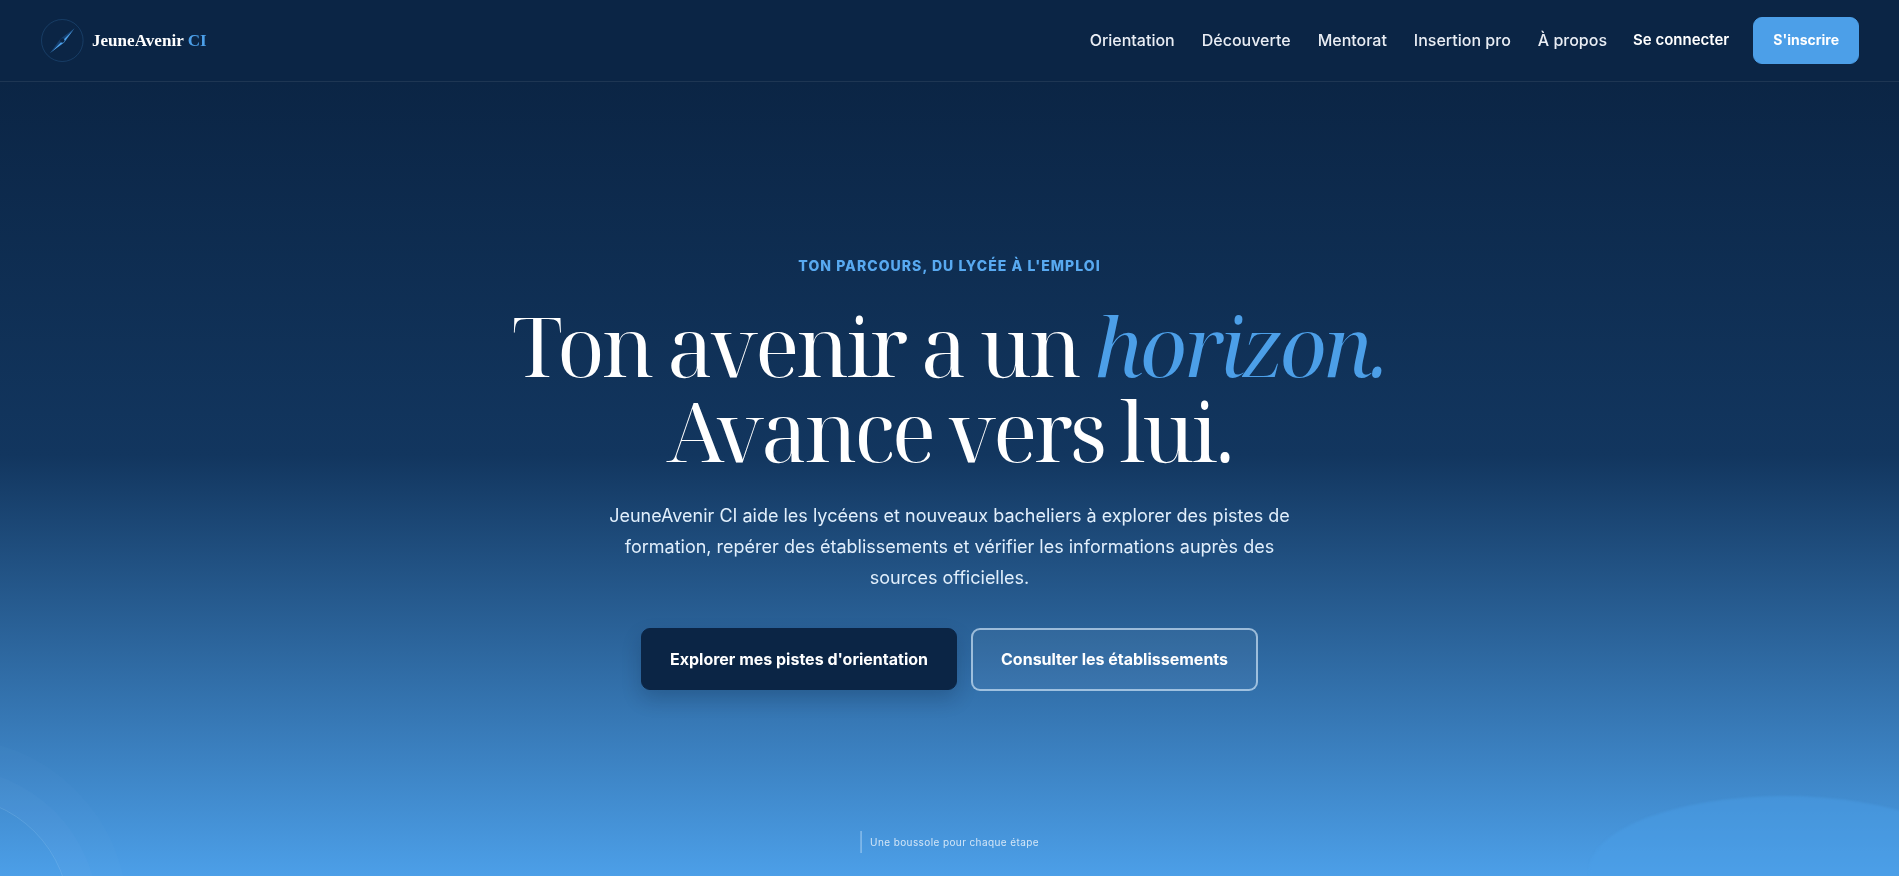 JeuneAvenir CI
Orientation
Découverte
Mentorat
Insertion pro
À propos
Se connecter
S'inscrire
TON PARCOURS, DU LYCÉE À L'EMPLOI
Ton avenir a un horizon.
Avance vers lui.
JeuneAvenir CI aide les lycéens et nouveaux bacheliers à explorer des pistes de
formation, repérer des établissements et vérifier les informations auprès des
sources officielles.
Explorer mes pistes d'orientation
Consulter les établissements
Une boussole pour chaque étape